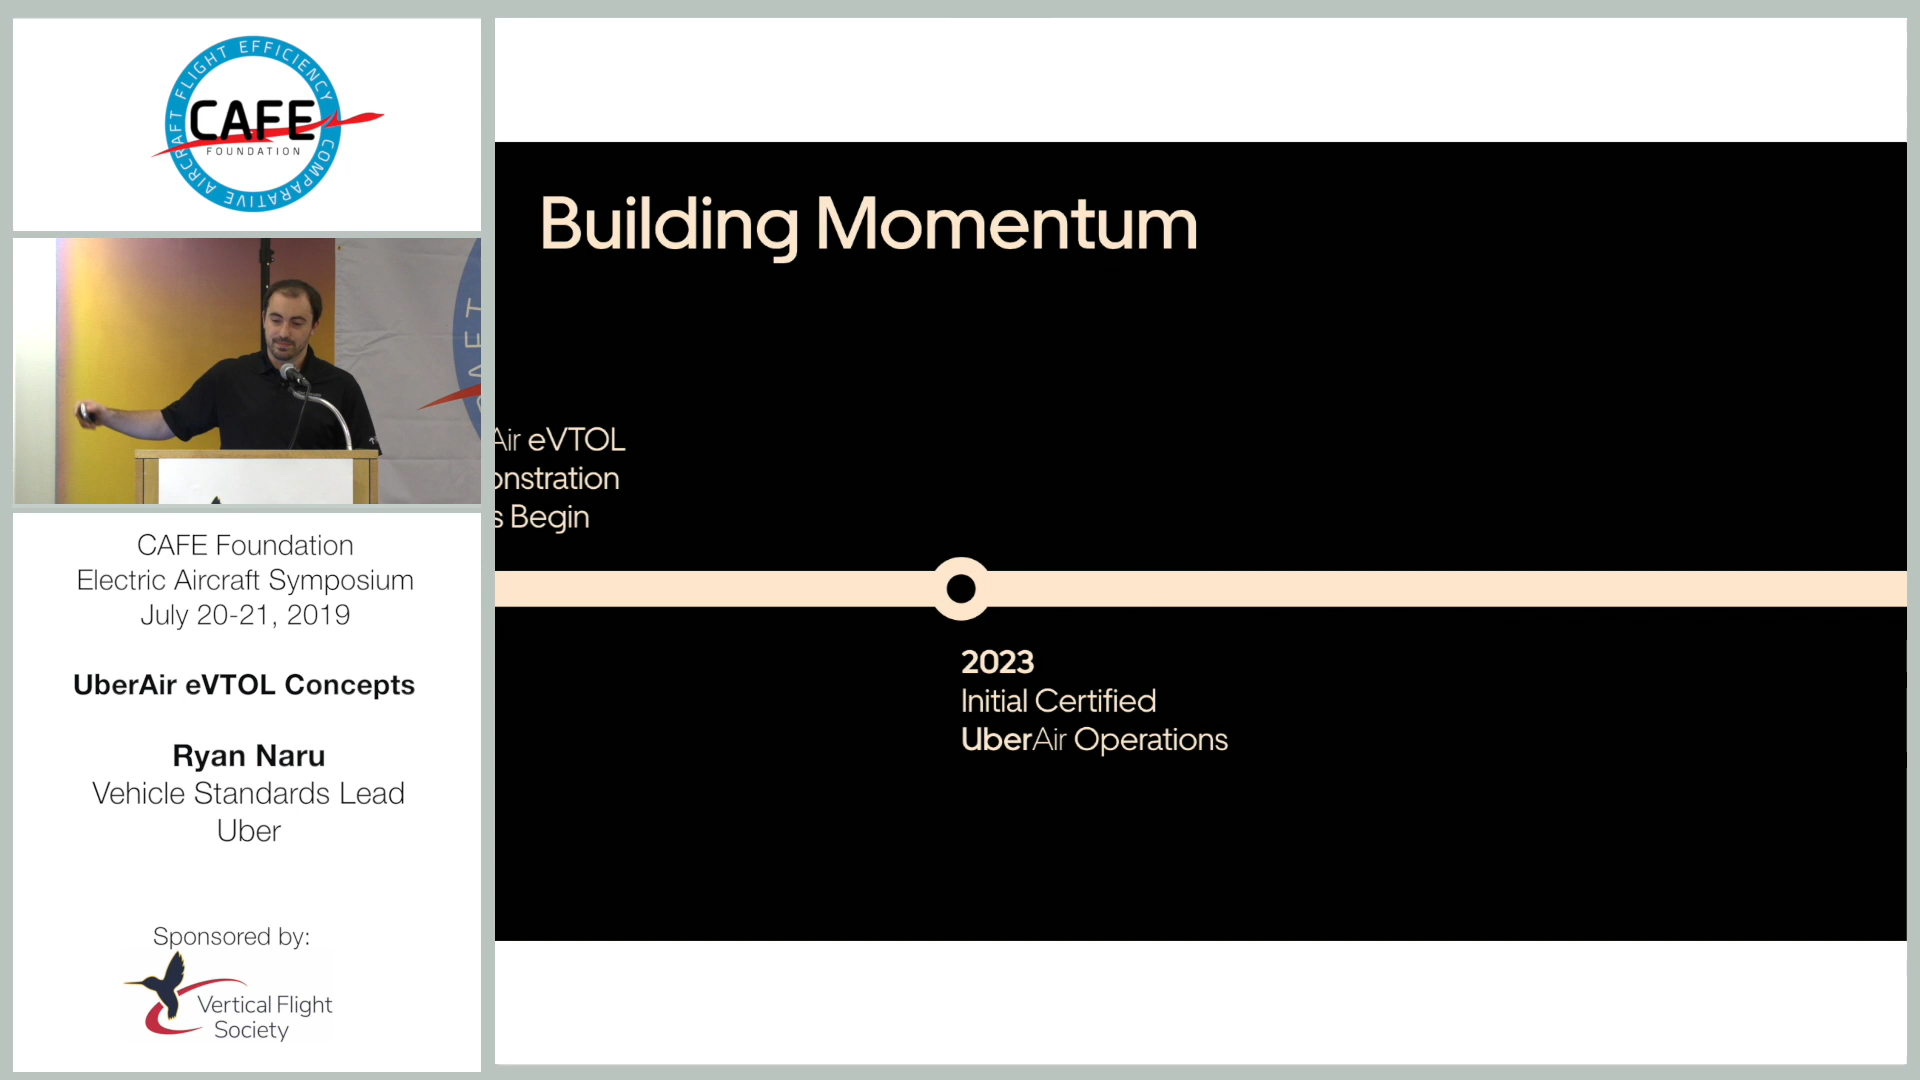 COMPARATIVE AIRCRAFT FLIGHT EFFICIENCY
CAFE
FOUNDATION
CAFE Foundation
Electric Aircraft Symposium
July 20-21, 2019
UberAir eVTOL Concepts
Ryan Naru
Vehicle Standards Lead
Uber
Sponsored by:
Vertical Flight
Society
Building Momentum
Air eVTOL
onstration
s Begin
2023
Initial Certified
UberAir Operations